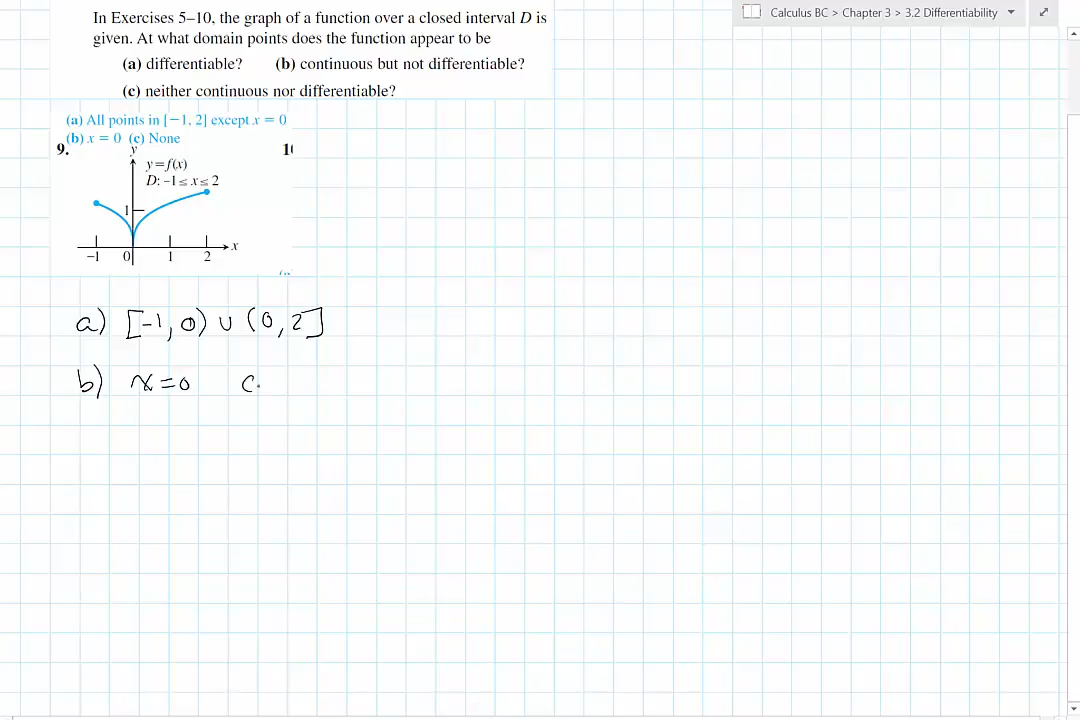 In Exercises 5–10, the graph of a function over a closed interval D is
given. At what domain points does the function appear to be
(a) differentiable? (b) continuous but not differentiable?
(c) neither continuous nor differentiable?
Calculus BC > Chapter 3 > 3.2 Differentiability
(a) All points in [−1, 2] except x = 0
(b) x = 0 (c) None
9.
y
y = f(x)
D: −1 ≤ x ≤ 2
1
x
−1 0 1 2
a) [-1, 0) ∪ (0, 2]
b) x = 0 c